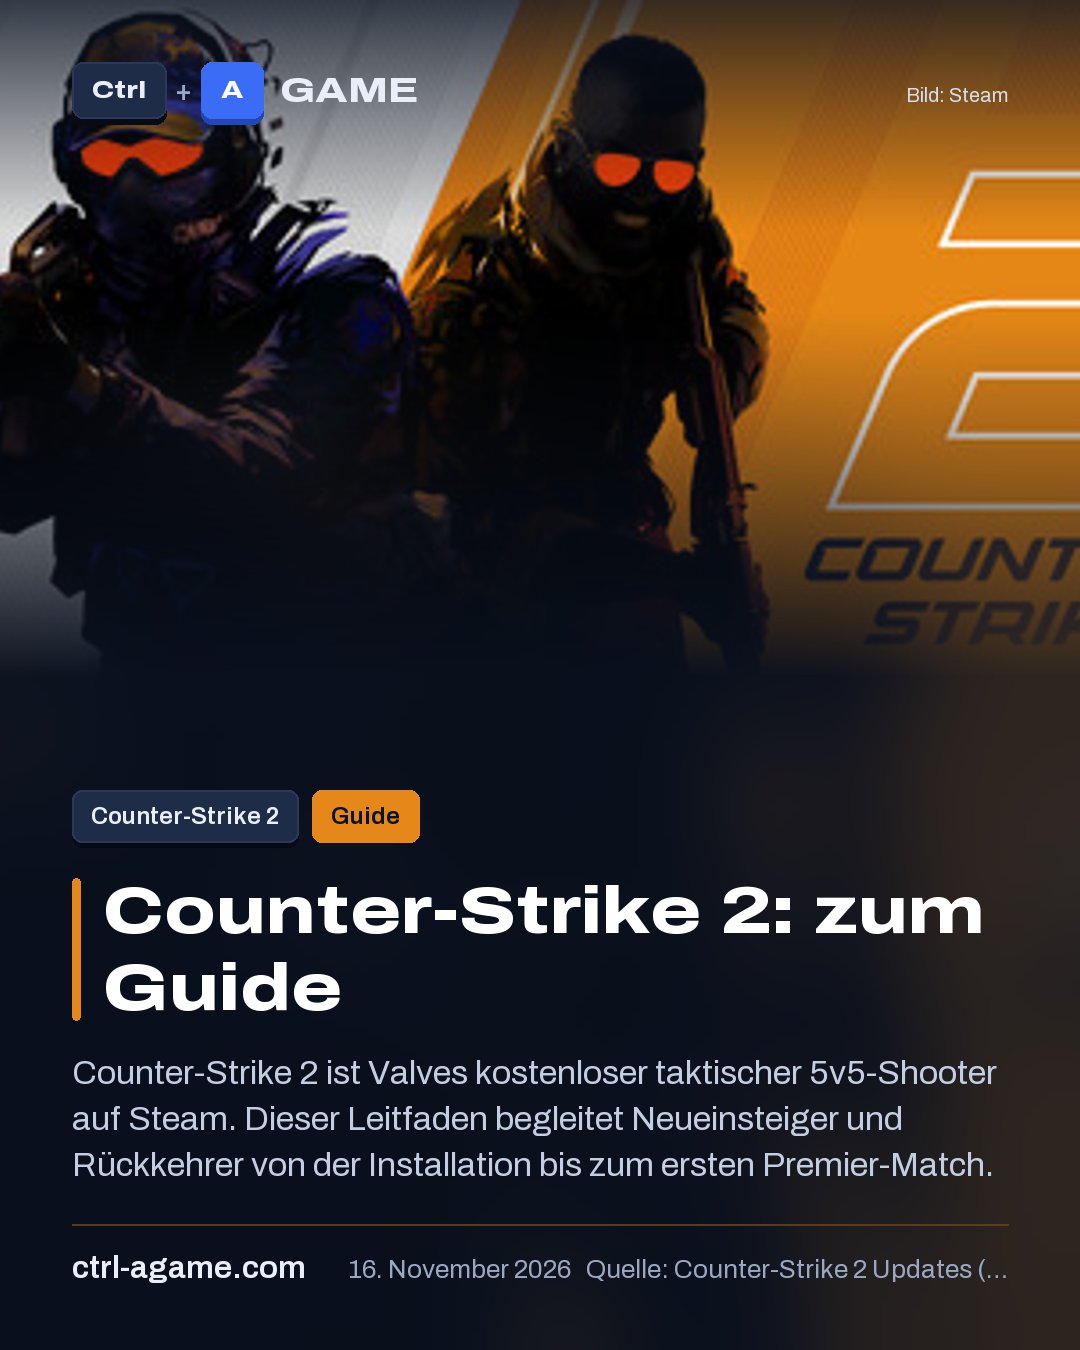 Ctrl + A GAME
Bild: Steam
2
COUNT
STRIK
Counter-Strike 2
Guide
Counter-Strike 2: zum
Guide
Counter-Strike 2 ist Valves kostenloser taktischer 5v5-Shooter
auf Steam. Dieser Leitfaden begleitet Neueinsteiger und
Rückkehrer von der Installation bis zum ersten Premier-Match.
ctrl-agame.com
16. November 2026 Quelle: Counter-Strike 2 Updates (...